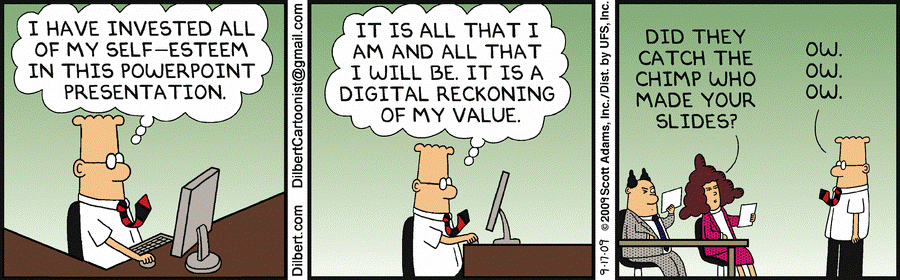 I HAVE INVESTED ALL
OF MY SELF-ESTEEM
IN THIS POWERPOINT
PRESENTATION.
Dilbert.com DilbertCartoonist@gmail.com
IT IS ALL THAT I
AM AND ALL THAT
I WILL BE. IT IS A
DIGITAL RECKONING
OF MY VALUE.
9-17-09 ©2009 Scott Adams, Inc./Dist. by UFS, Inc.
DID THEY
CATCH THE
CHIMP WHO
MADE YOUR
SLIDES?
OW.
OW.
OW.